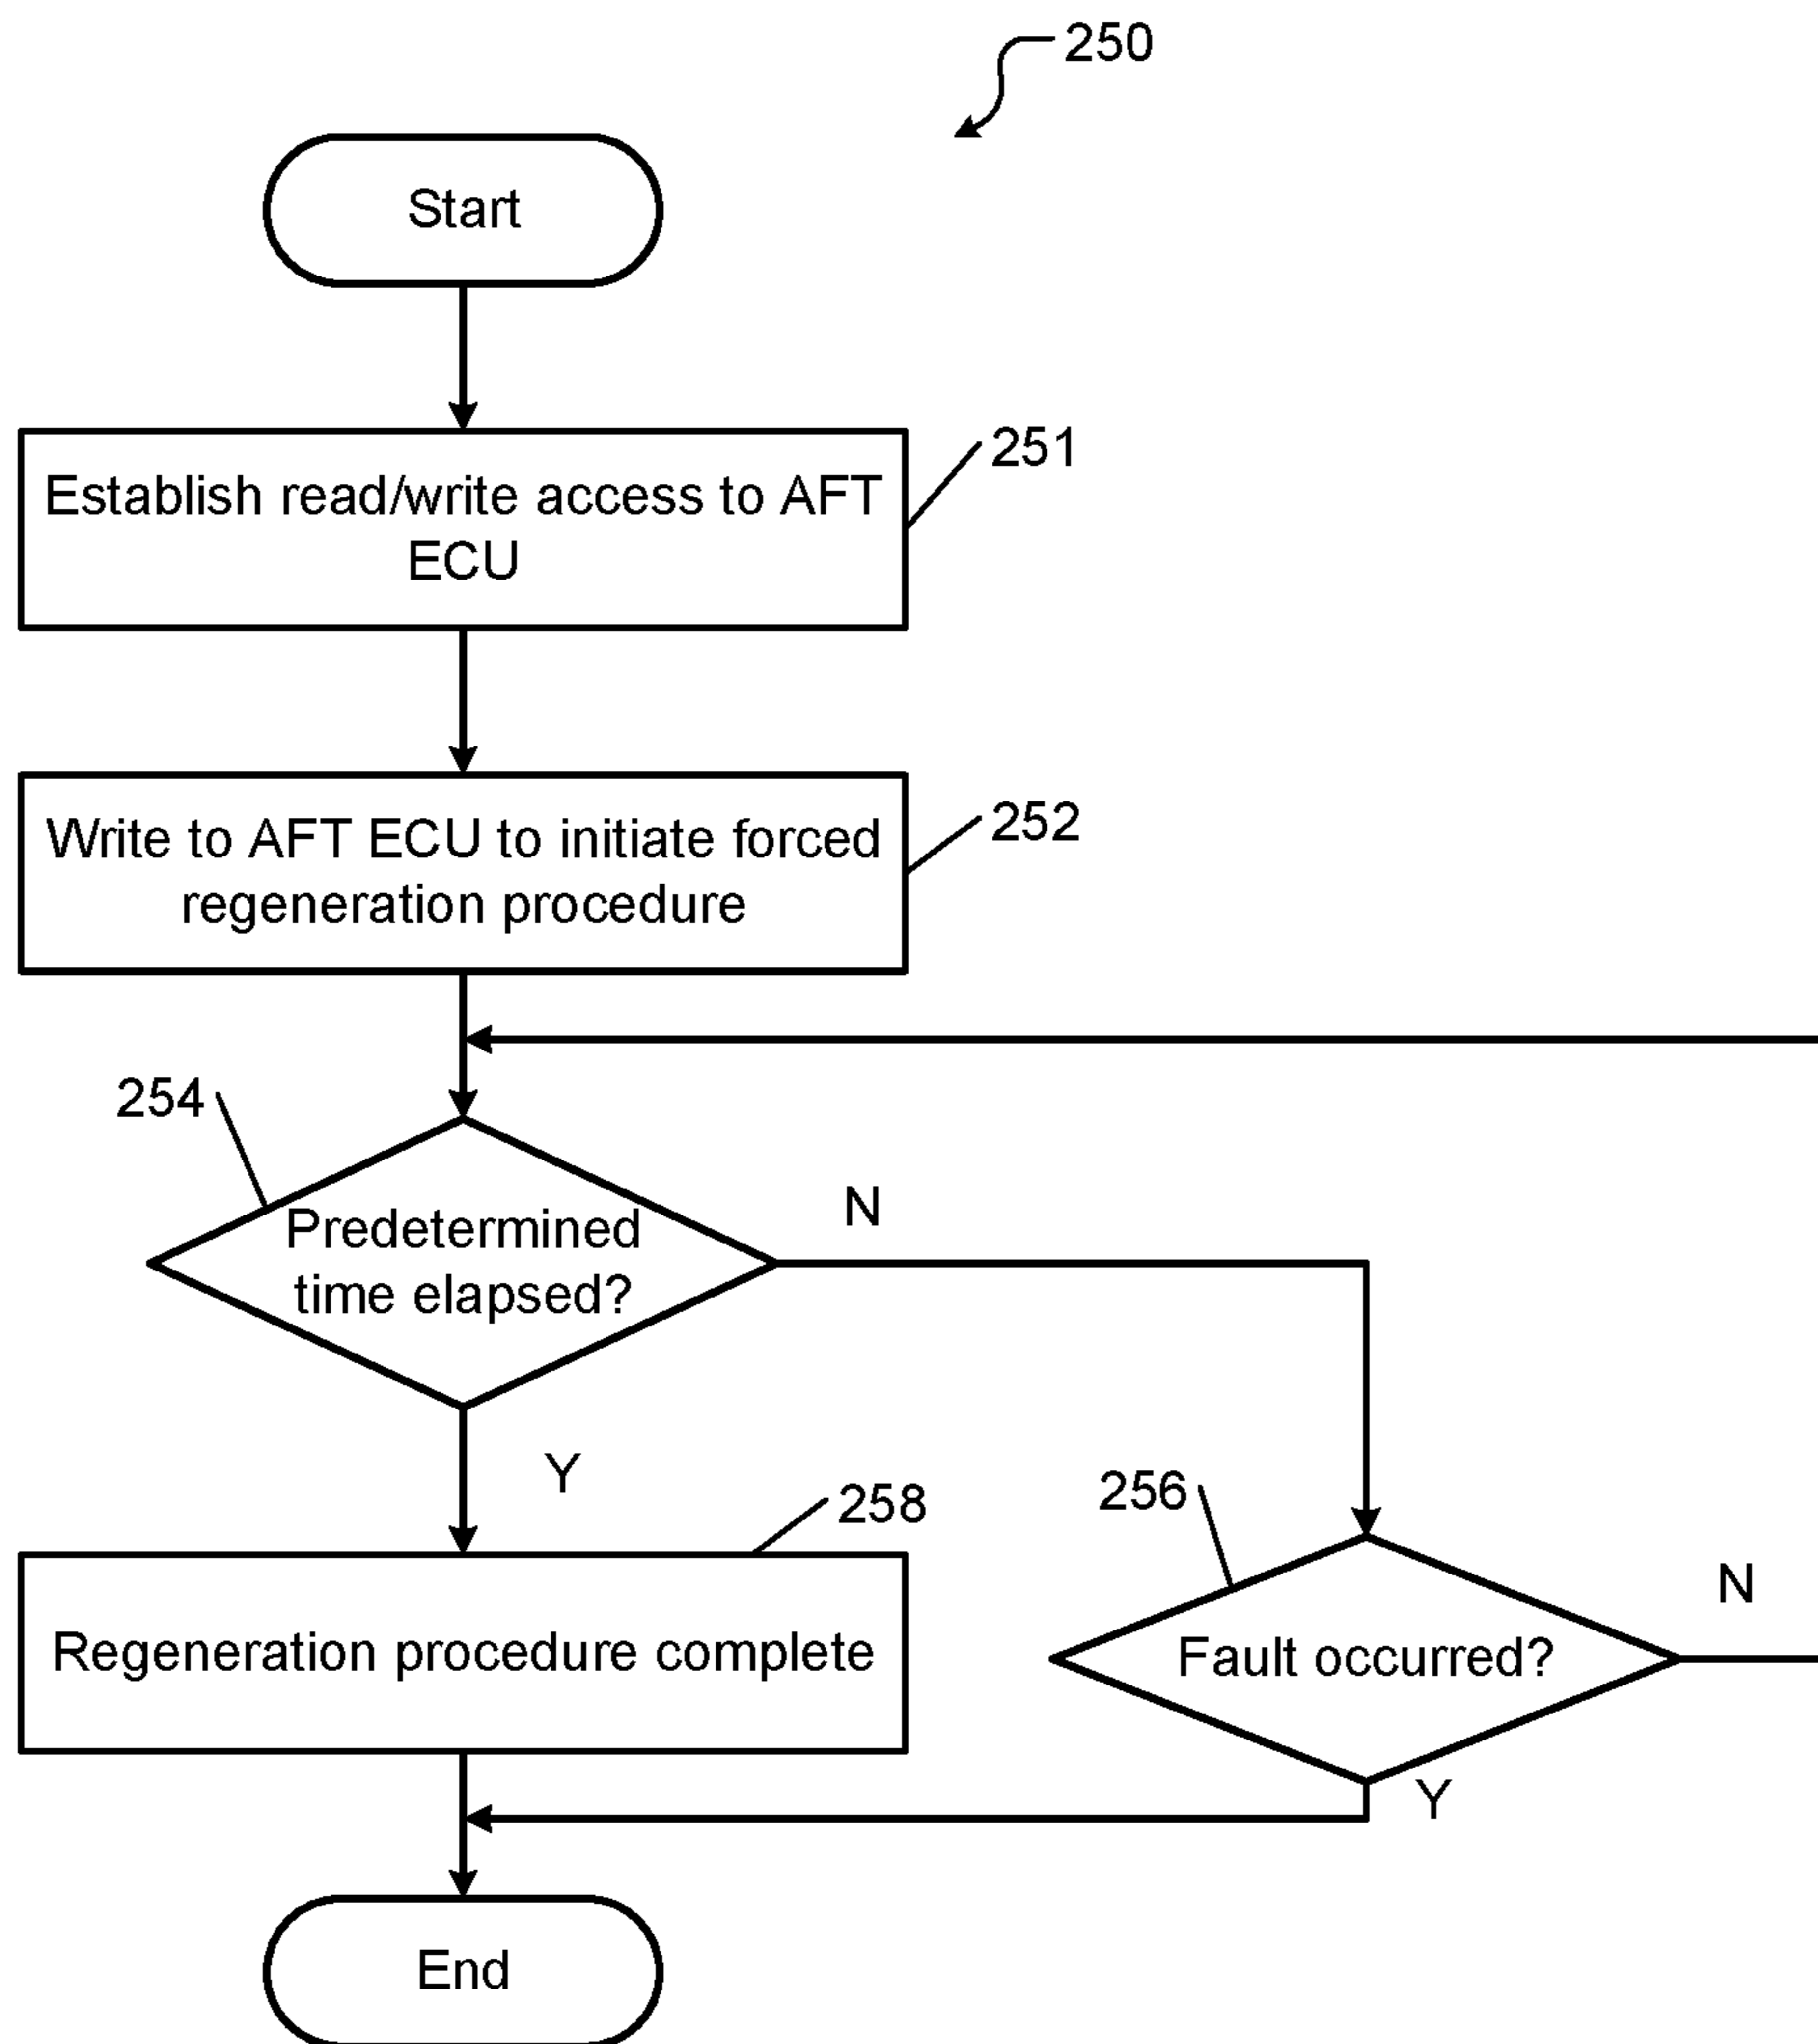 250
Start
251
Establish read/write access to AFT
ECU
252
Write to AFT ECU to initiate forced
regeneration procedure
254
N
Predetermined
time elapsed?
Y
258
256
N
Regeneration procedure complete
Fault occurred?
Y
End